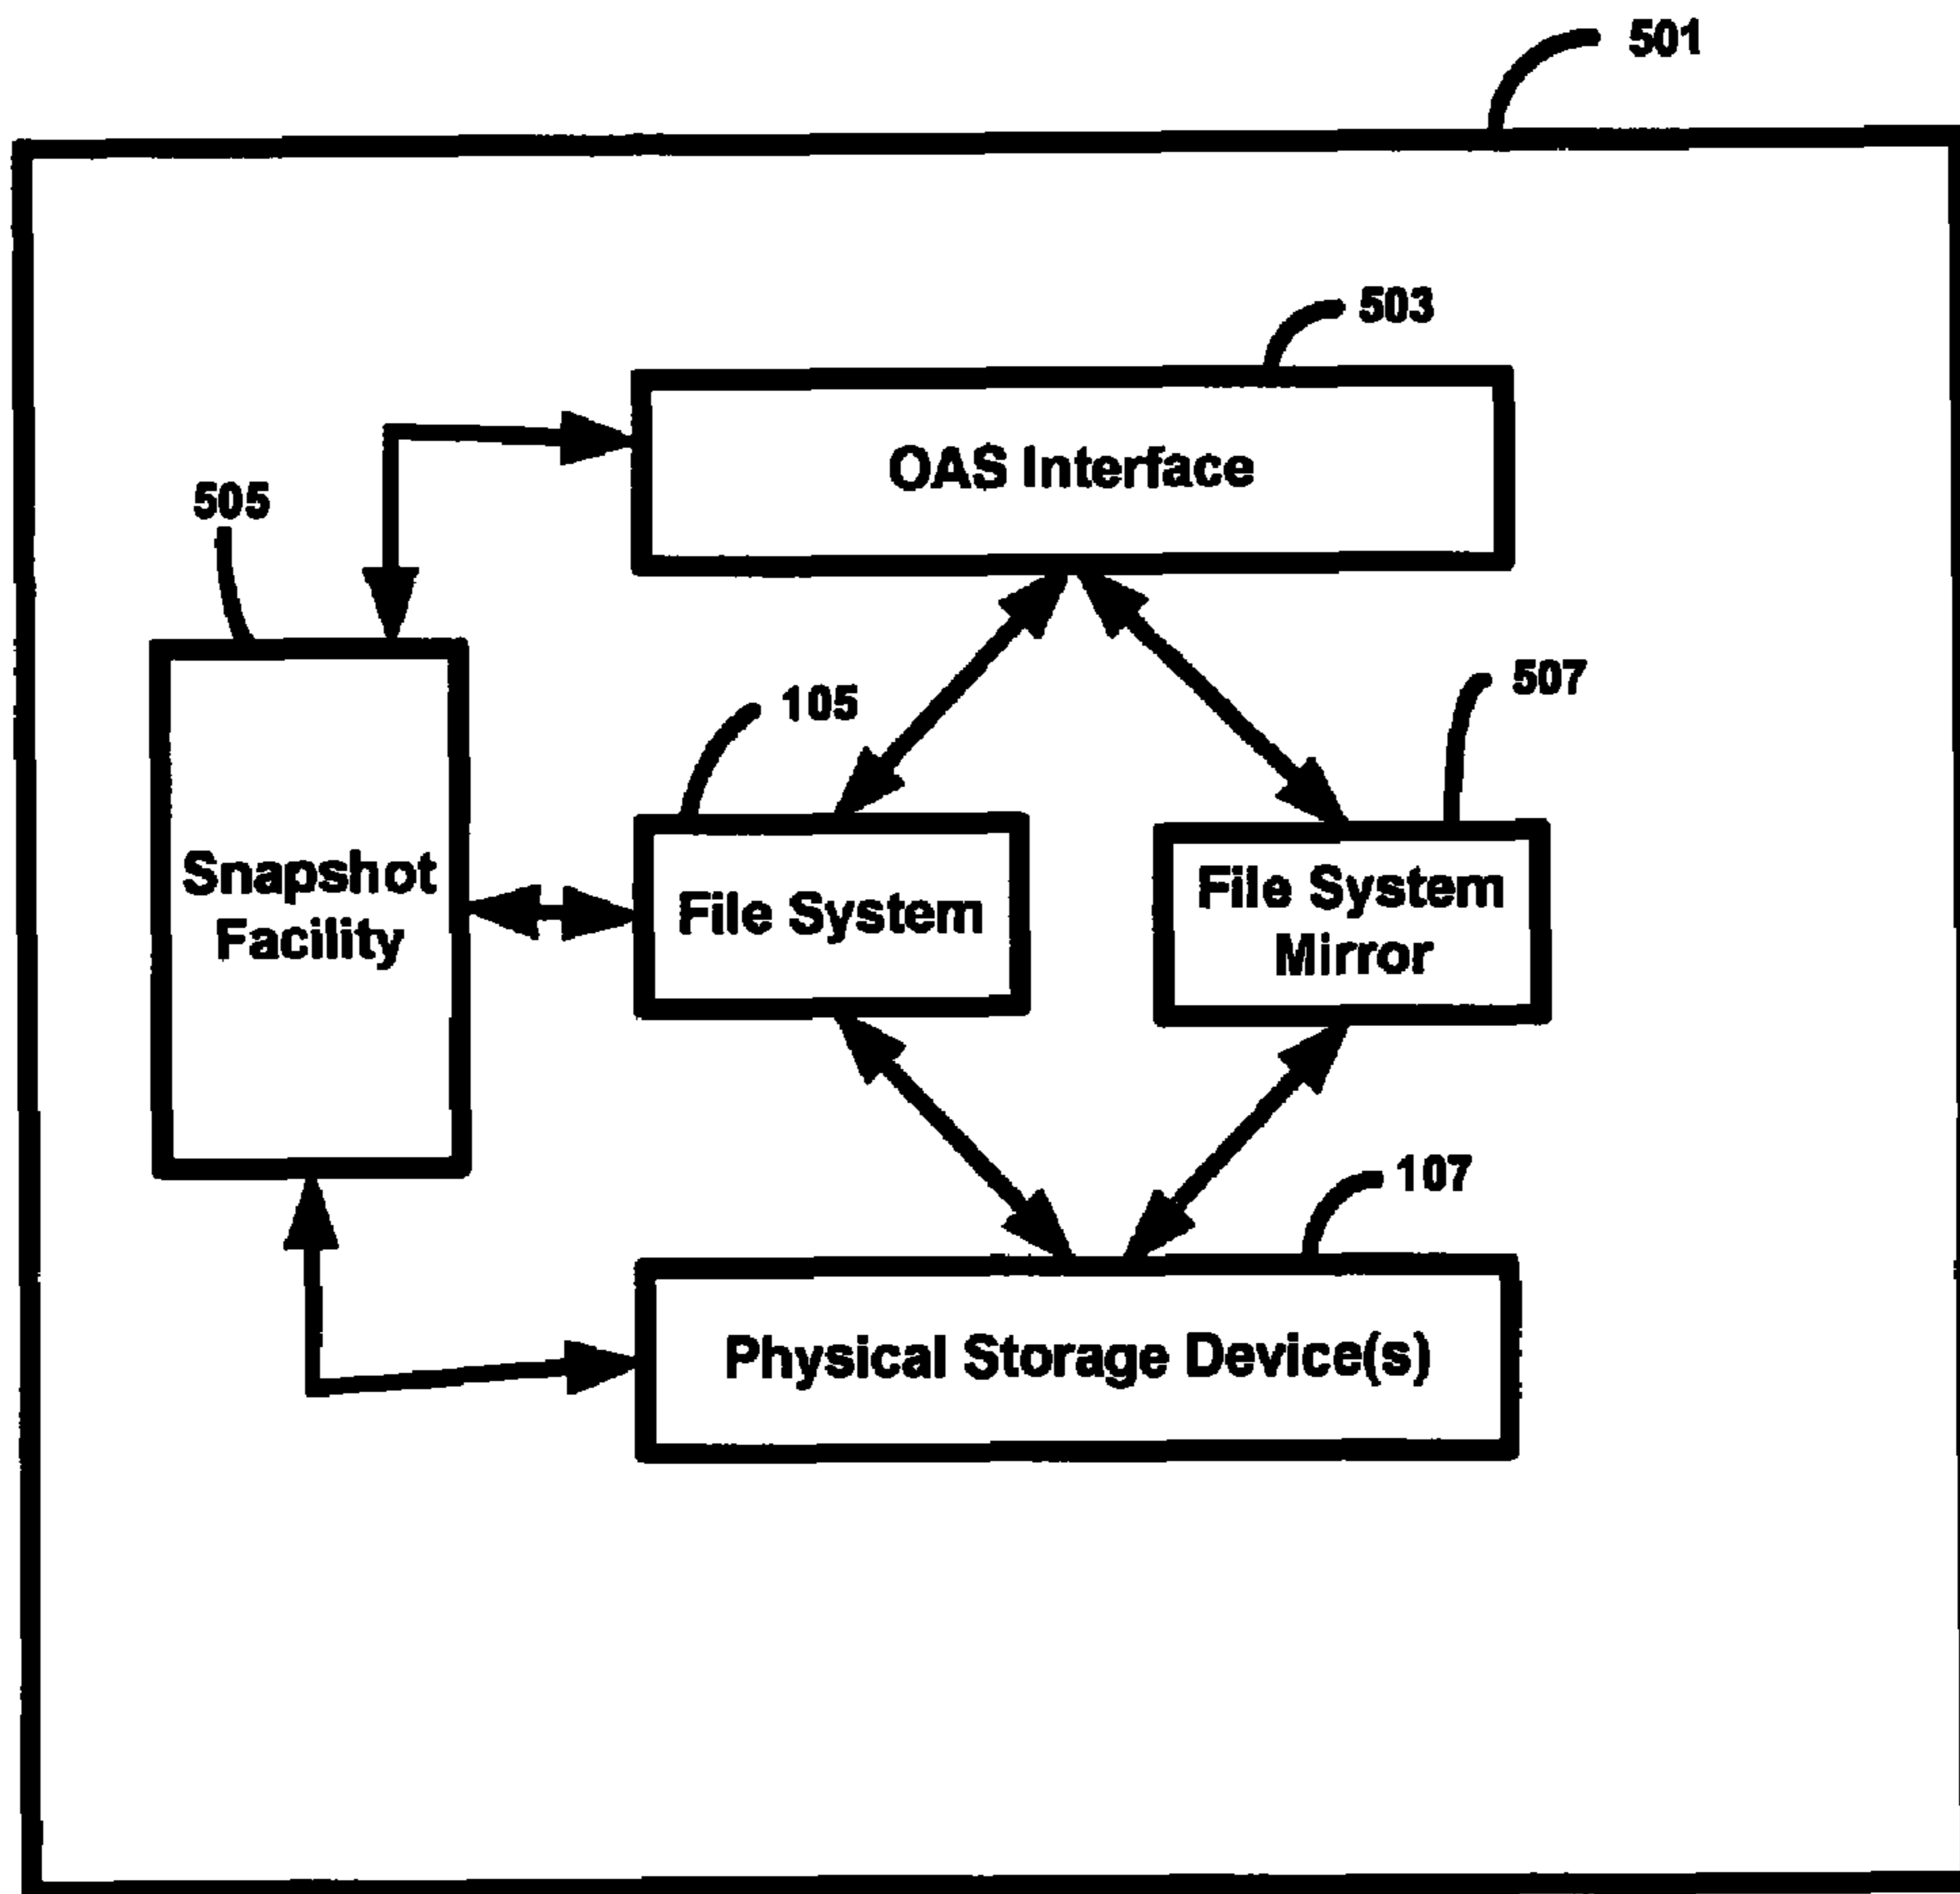 501
503
OAS Interface
505
105
507
Snapshot
Facility
File System
File System
Mirror
107
Physical Storage Device(s)